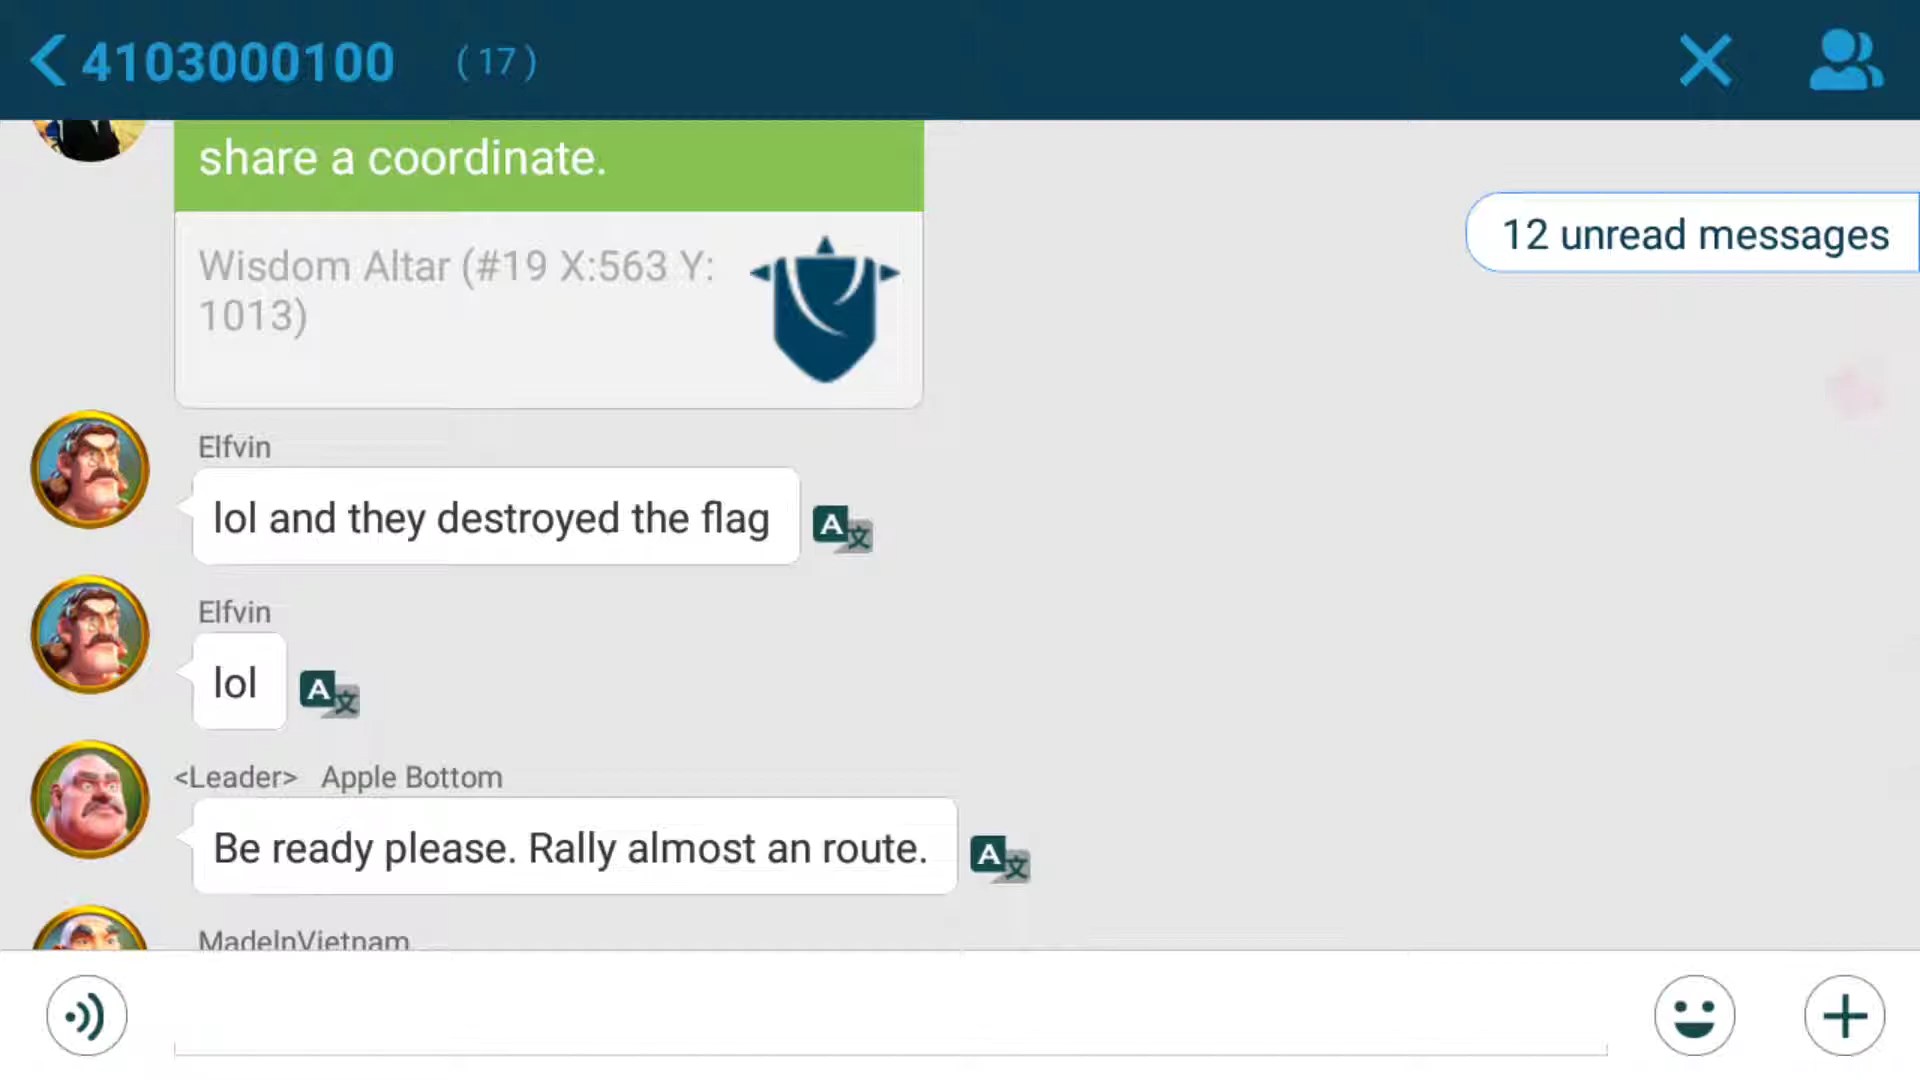 4103000100 (17)
share a coordinate.
12 unread messages
Wisdom Altar (#19 X:563 Y:
1013)
Elfvin
lol and they destroyed the flag
Elfvin
lol
<Leader> Apple Bottom
Be ready please. Rally almost an route.
MadeInVietnam